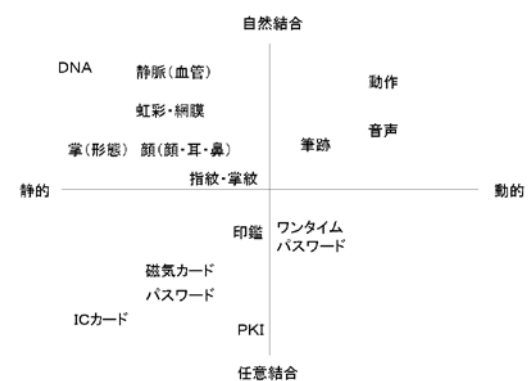 自然結合
DNA
静脈(血管)
動作
虹彩・網膜
音声
筆跡
掌(形態)
顔(顔・耳・鼻)
指紋・掌紋
静的
動的
印鑑
ワンタイム
パスワード
磁気カード
パスワード
ICカード
PKI
任意結合